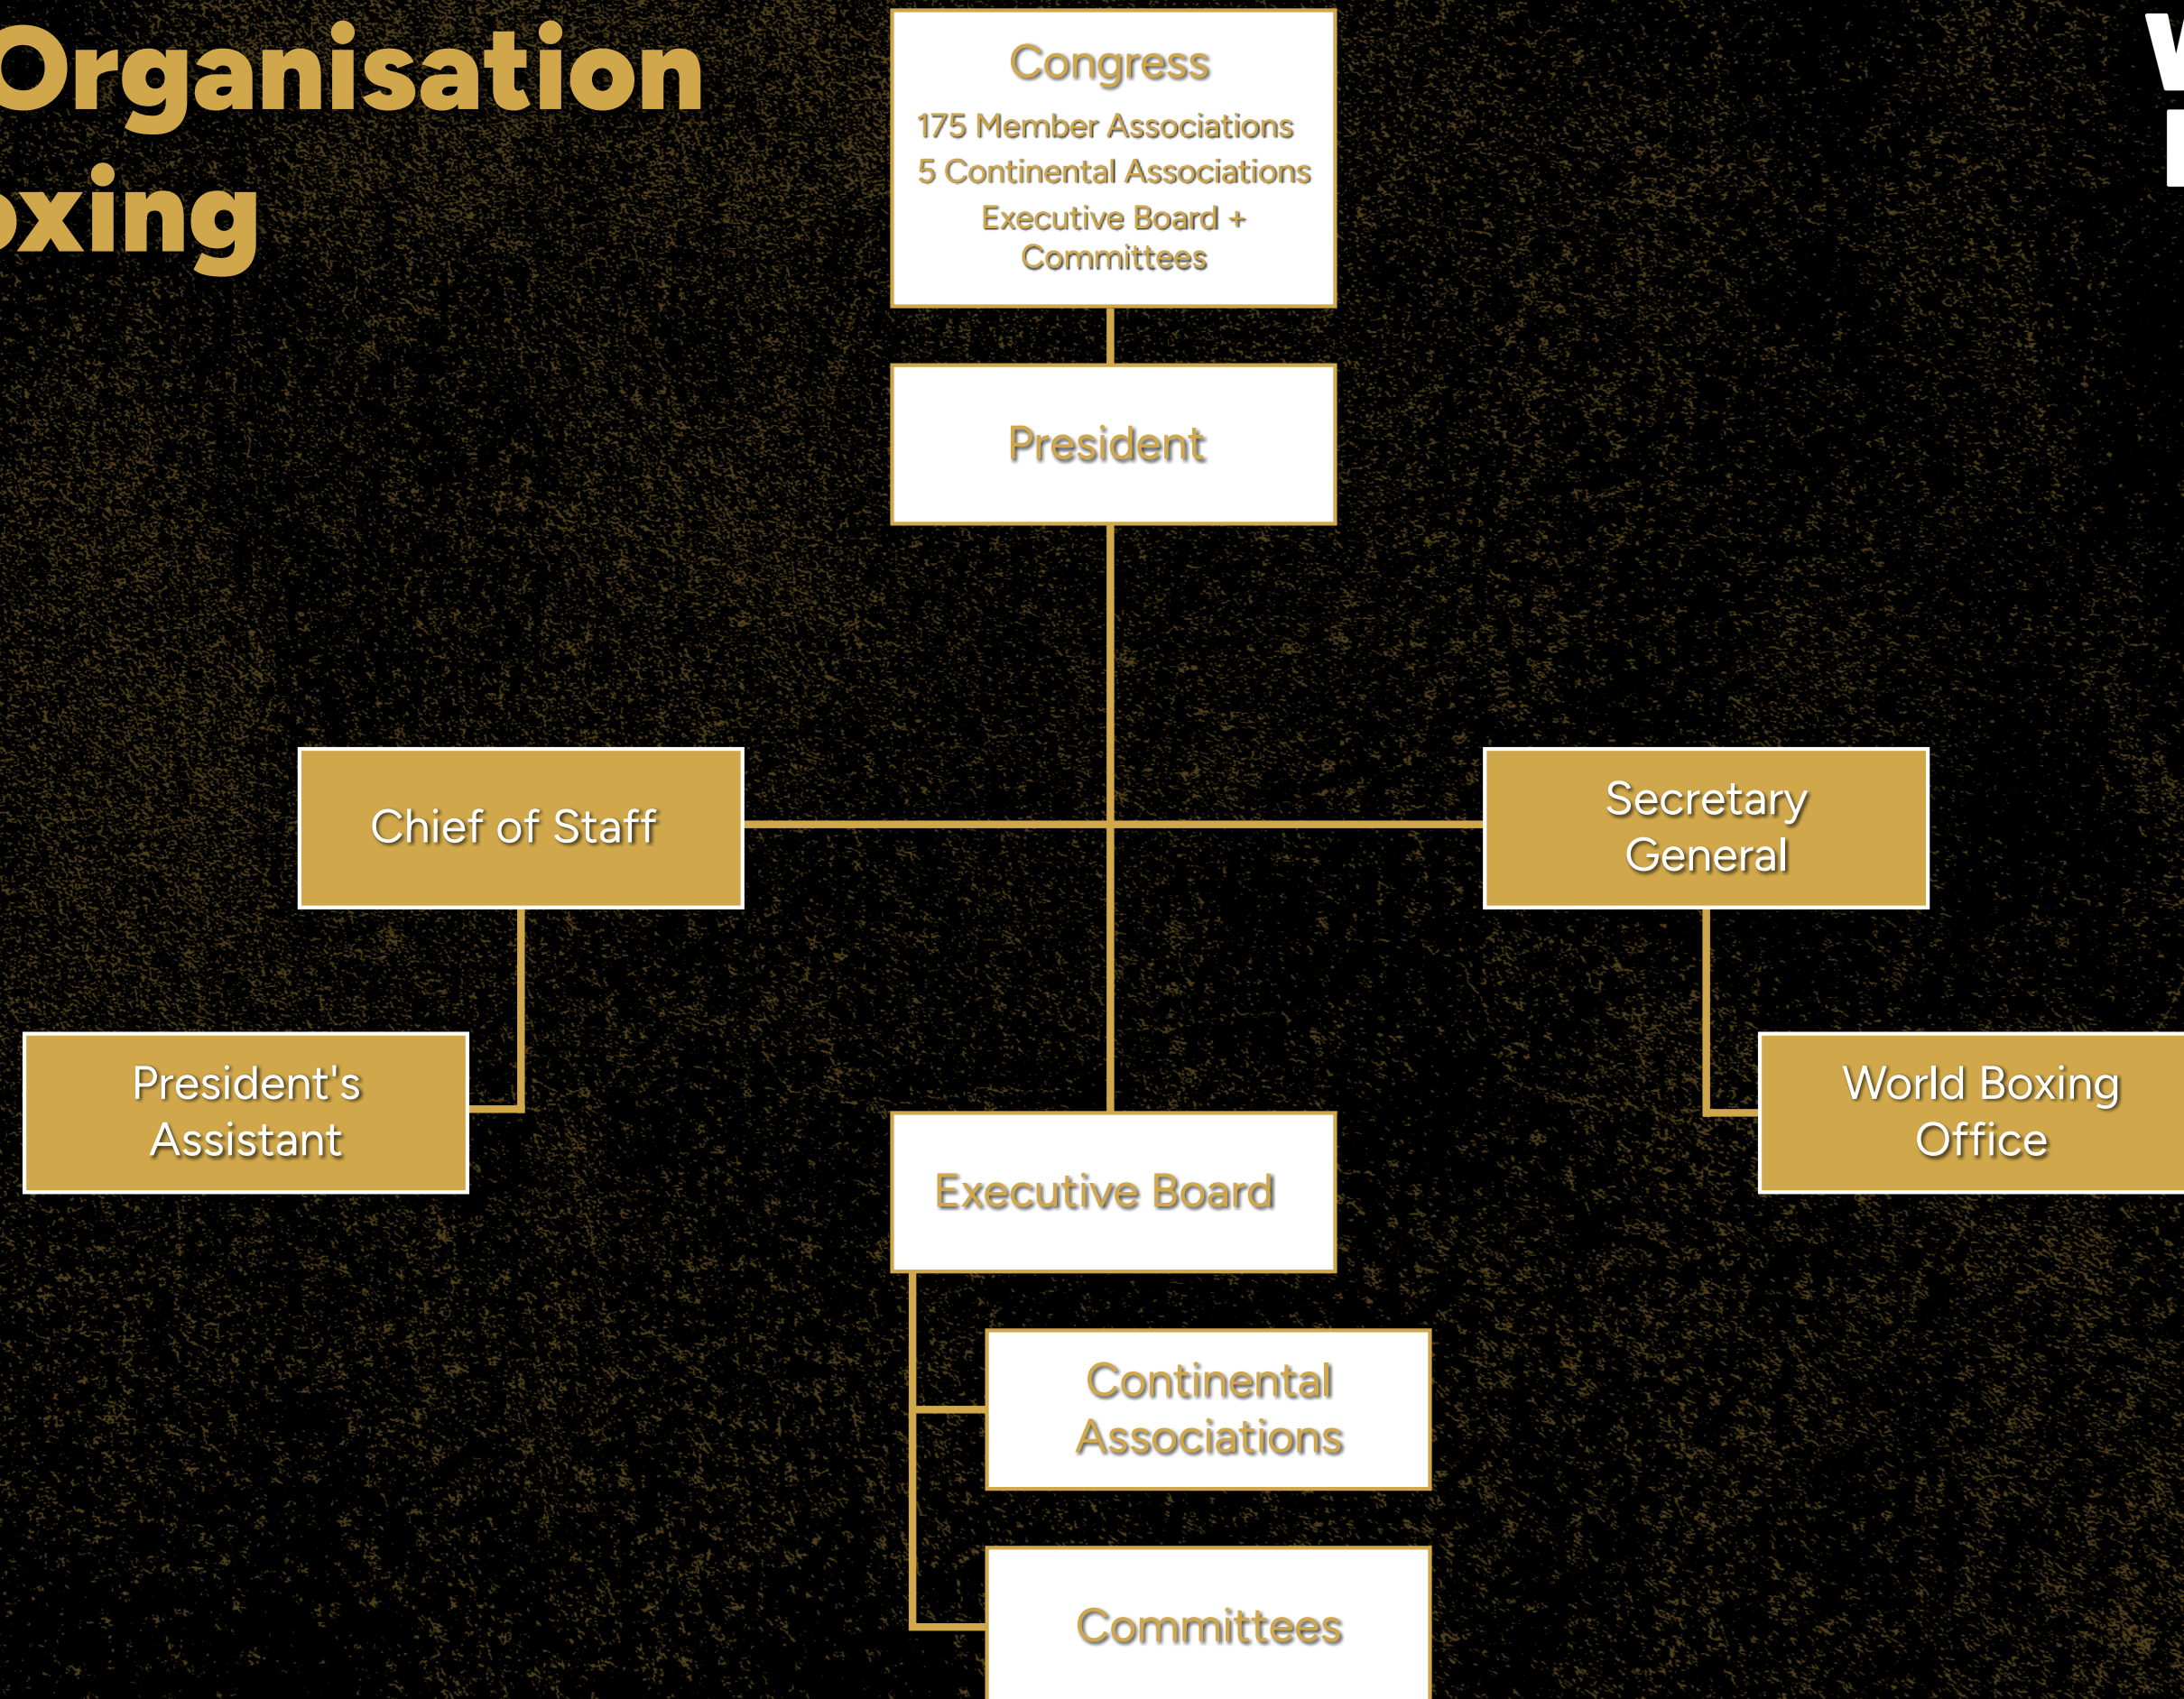 Organisation
oxing
Congress
175 Member Associations
5 Continental Associations
Executive Board +
Committees
President
Chief of Staff
Secretary
General
President's
Assistant
World Boxing
Office
Executive Board
Continental
Associations
Committees